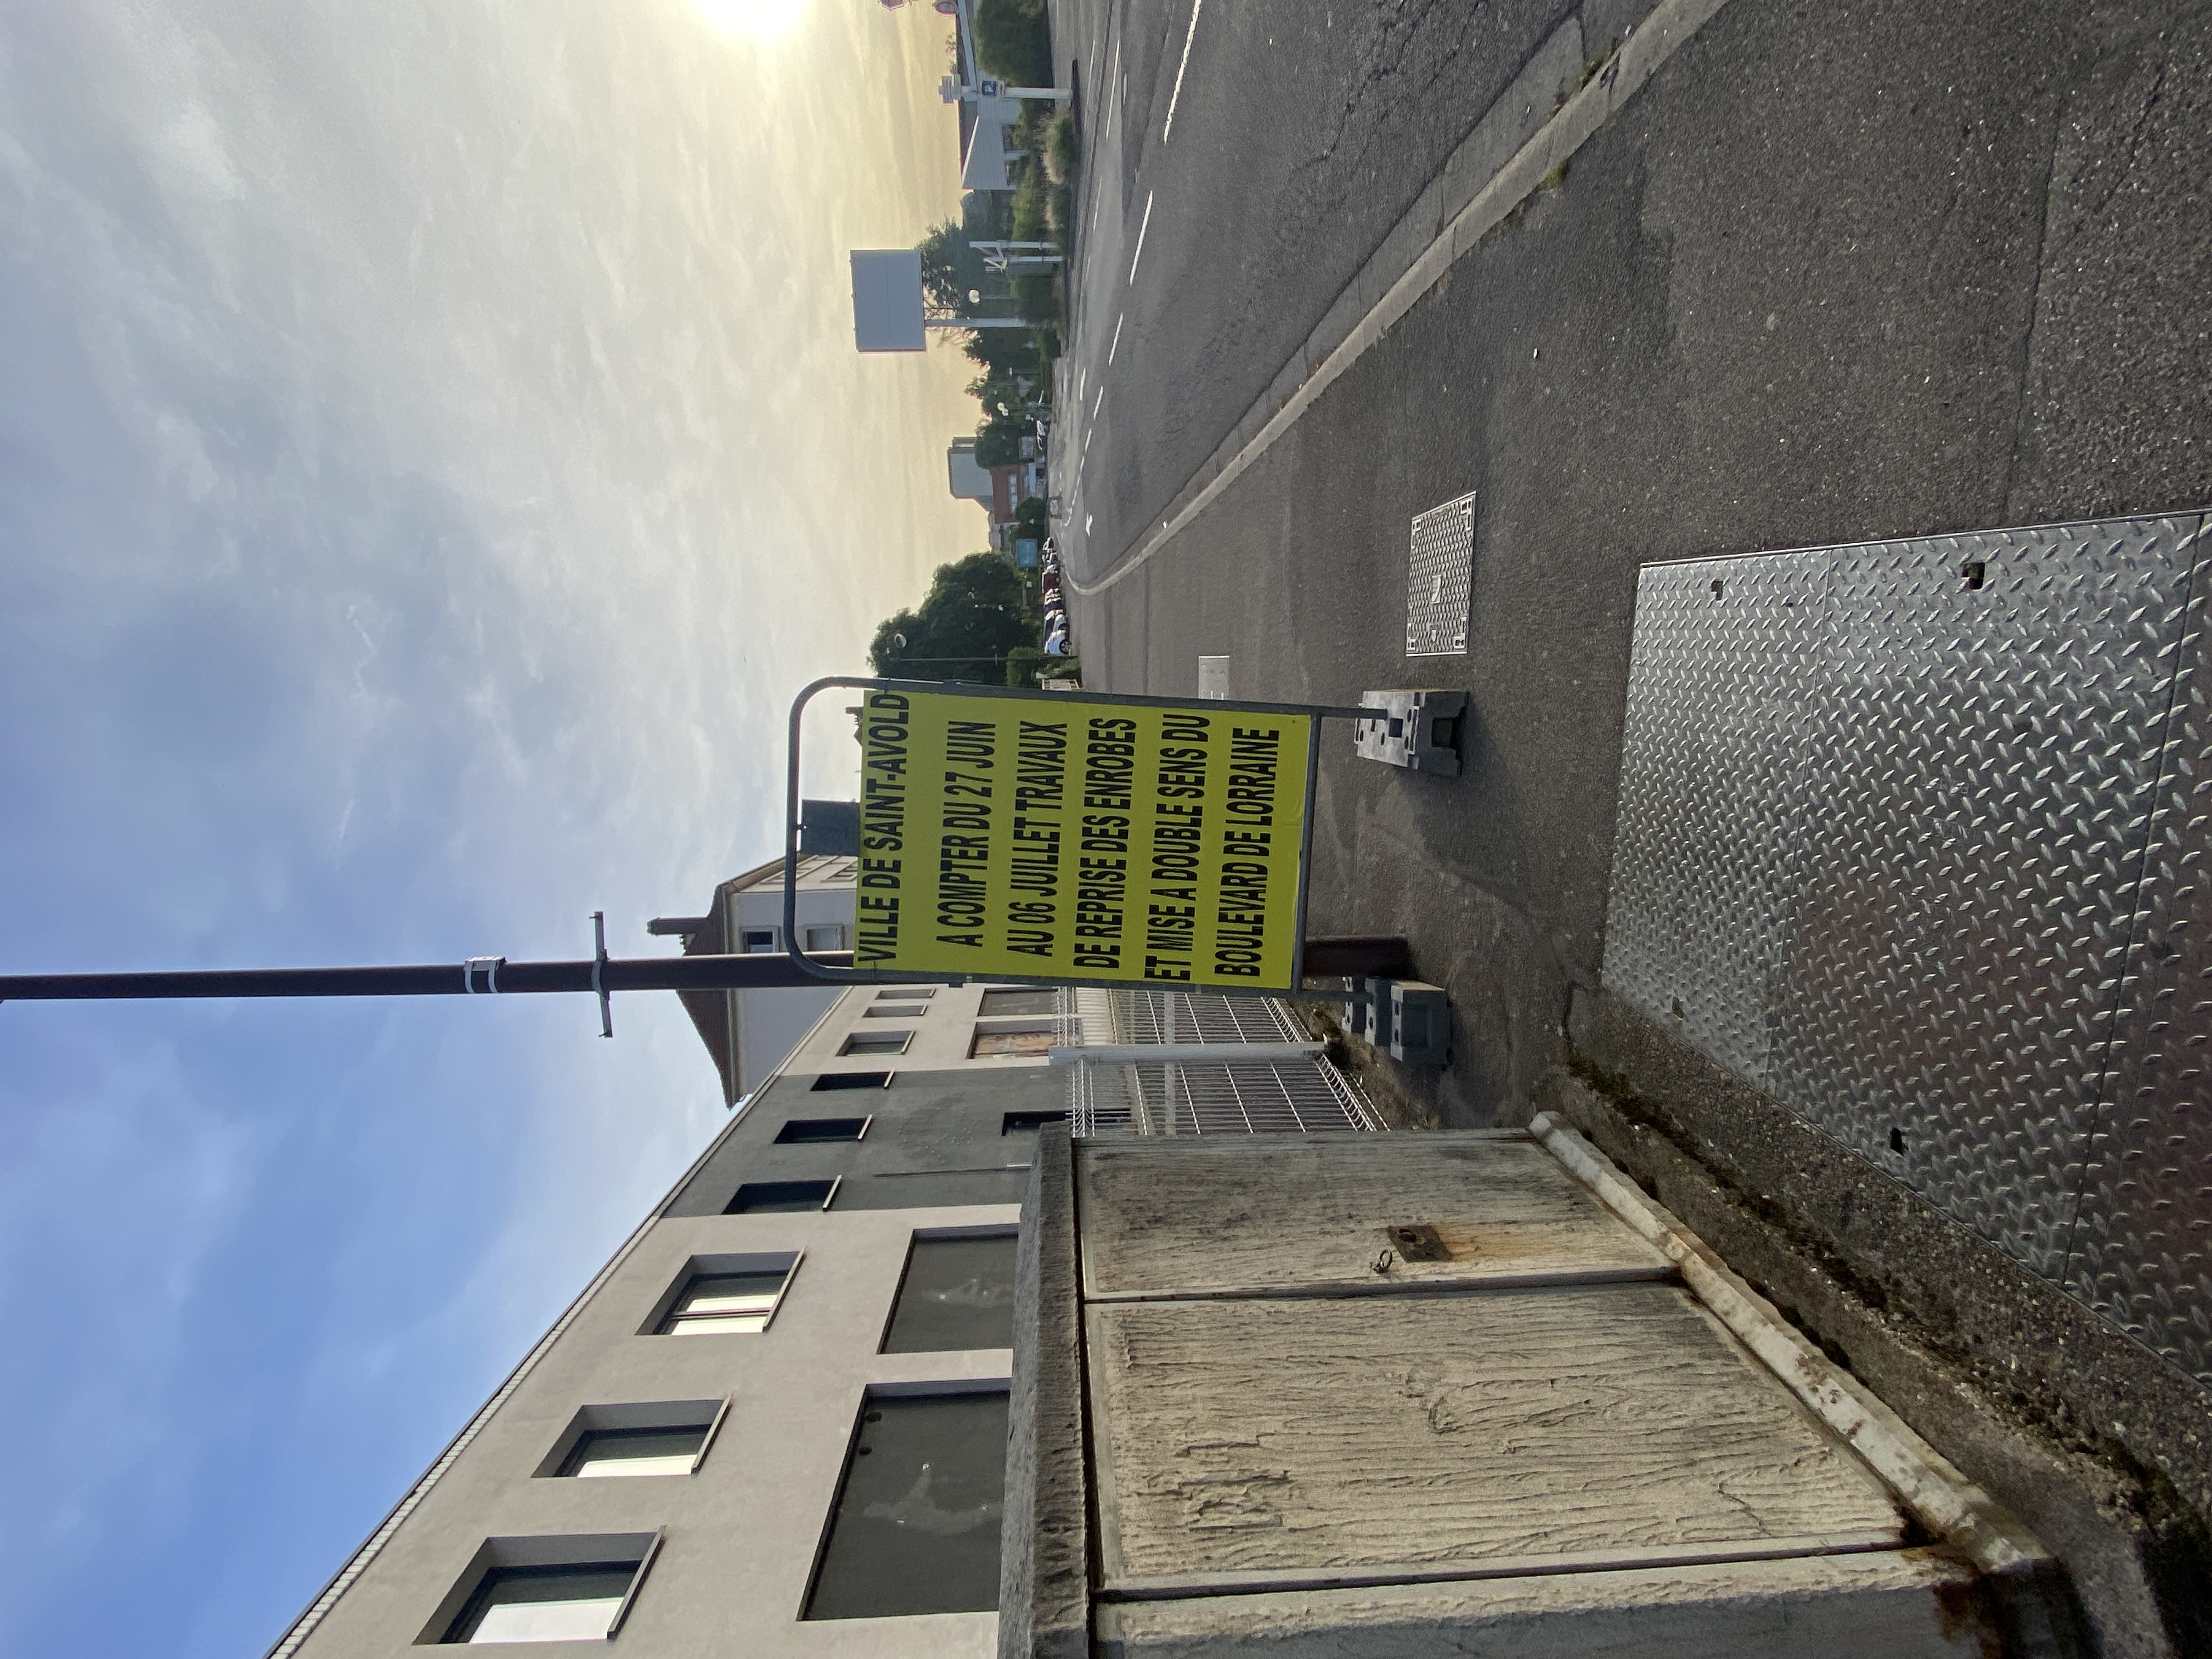 VILLE DE SAINT-AVOLD
A COMPTER DU 27 JUIN
AU 06 JUILLET TRAVAUX
DE REPRISE DES ENROBES
ET MISE A DOUBLE SENS DU
BOULEVARD DE LORRAINE